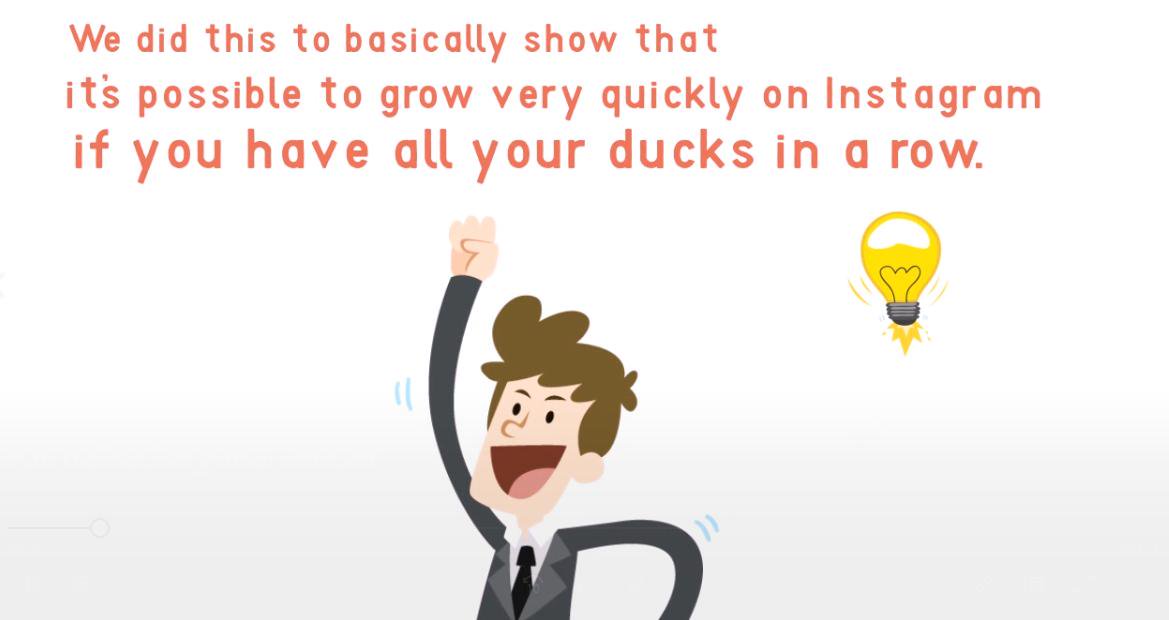 We did this to basically show that
it's possible to grow very quickly on Instagram
if you have all your ducks in a row.